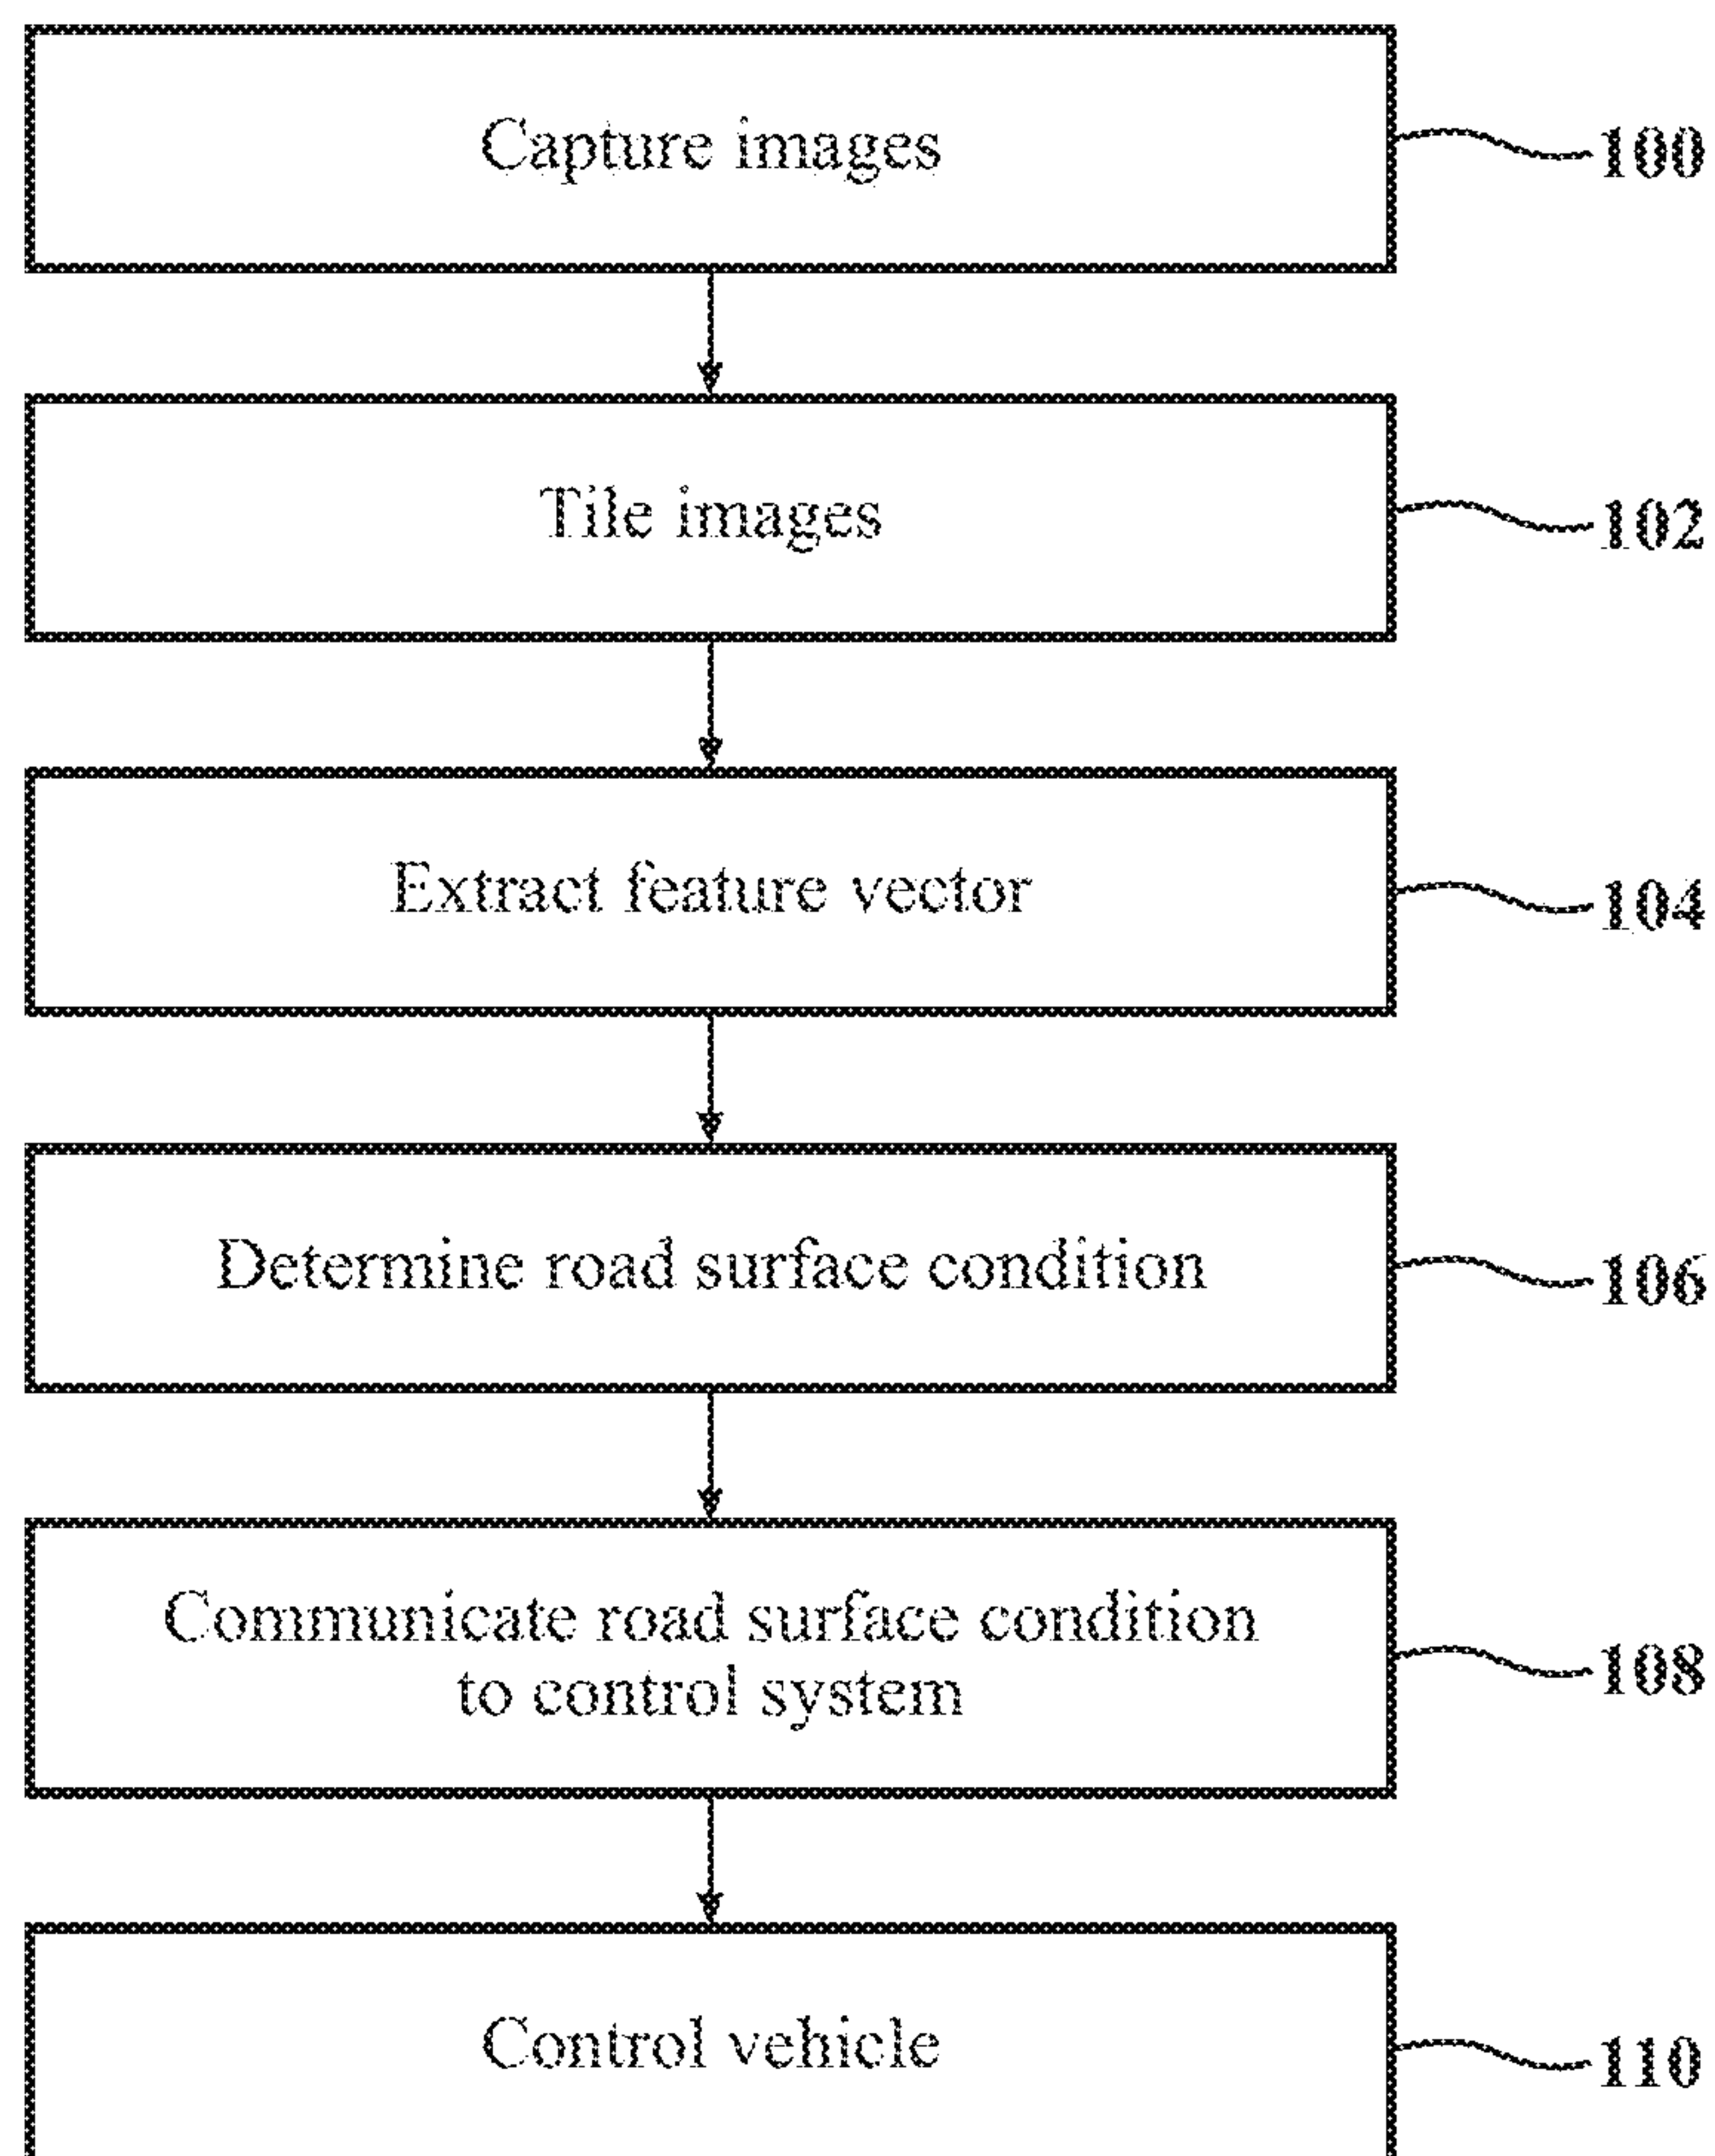 Capture images
100
Tile images
102
Extract feature vector
104
Determine road surface condition
106
Communicate road surface condition
to control system
108
Control vehicle
110